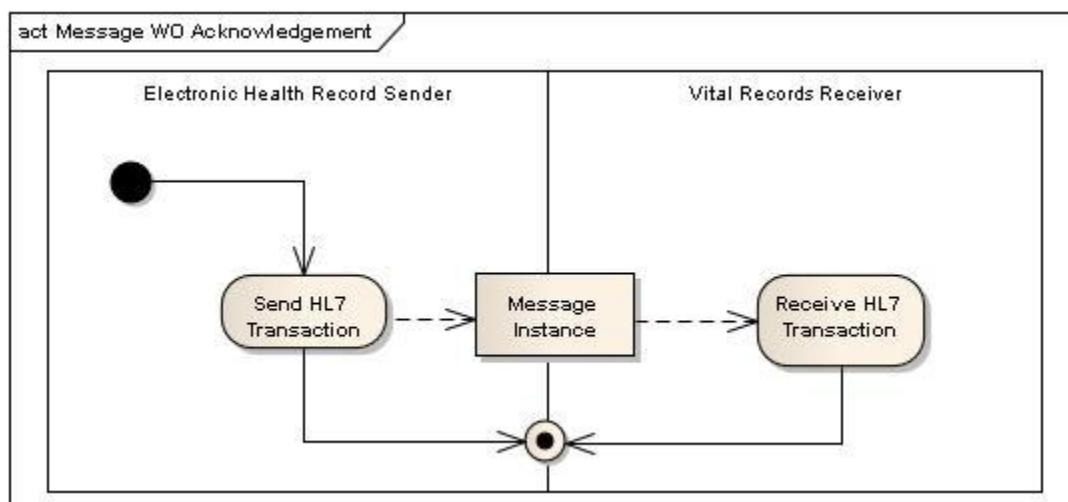 act Message WO Acknowledgement
Electronic Health Record Sender
Vital Records Receiver
Send HL7
Transaction
Message
Instance
Receive HL7
Transaction